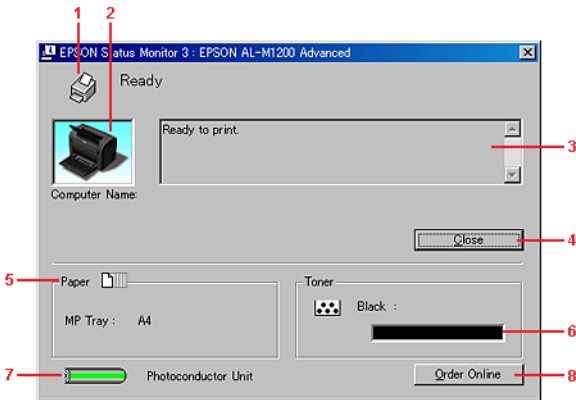 1
2
EPSON Status Monitor 3 : EPSON AL-M1200 Advanced
Ready
Ready to print.
3
Computer Name:
Close
4
5
Paper
Toner
MP Tray :
A4
Black :
6
7
Photoconductor Unit
Order Online
8